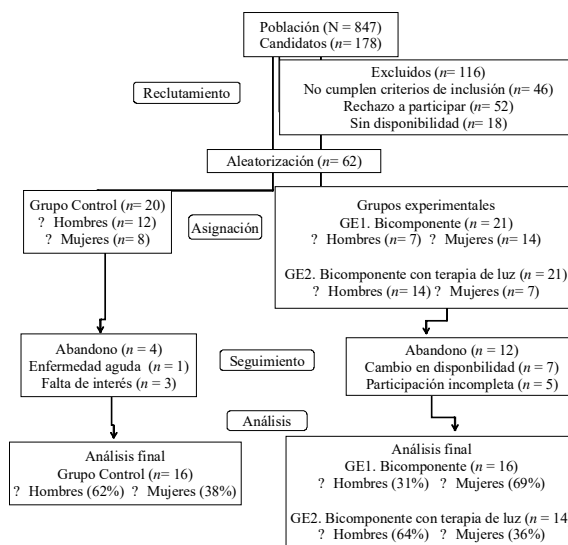 Población (N = 847)
Candidatos (n= 178)
Reclutamiento
Excluidos (n= 116)
No cumplen criterios de inclusión (n= 46)
Rechazo a participar (n= 52)
Sin disponibilidad (n= 18)
Aleatorización (n= 62)
Grupo Control (n= 20)
? Hombres (n= 12)
? Mujeres (n= 8)
Asignación
Grupos experimentales
GE1. Bicomponente (n = 21)
? Hombres (n= 7) ? Mujeres (n= 14)
GE2. Bicomponente con terapia de luz (n = 21)
? Hombres (n= 14) ? Mujeres (n= 7)
Abandono (n = 4)
Enfermedad aguda (n = 1)
Falta de interés (n = 3)
Seguimiento
Abandono (n = 12)
Cambio en disponbilidad (n = 7)
Participación incompleta (n = 5)
Análisis
Análisis final
Grupo Control (n= 16)
? Hombres (62%) ? Mujeres (38%)
Análisis final
GE1. Bicomponente (n = 16)
? Hombres (31%) ? Mujeres (69%)
GE2. Bicomponente con terapia de luz (n = 14
? Hombres (64%) ? Mujeres (36%)